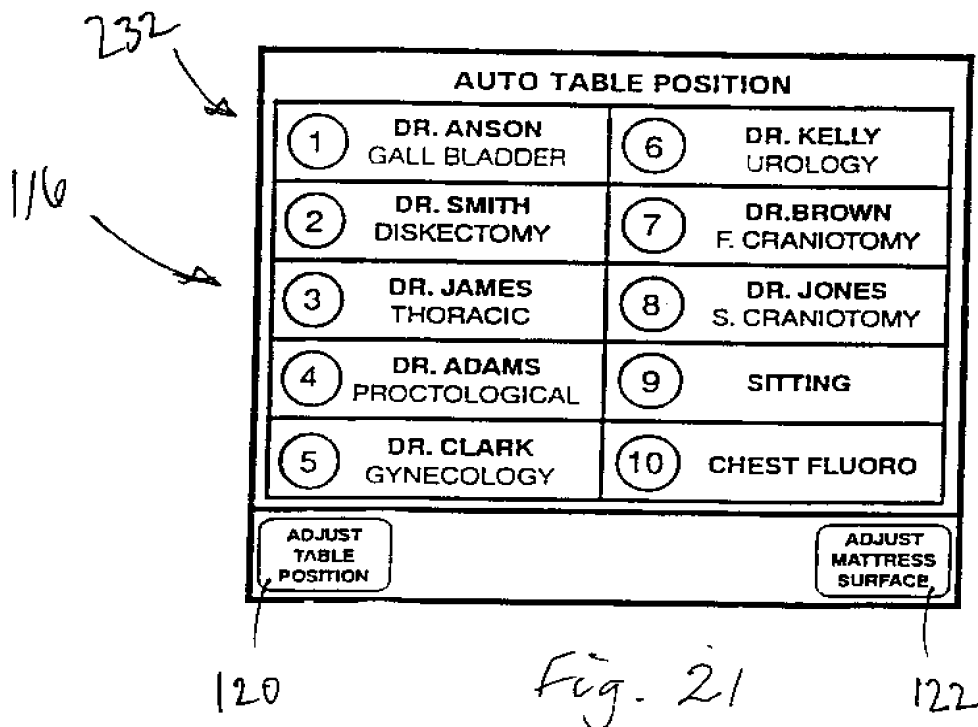 232
AUTO TABLE POSITION
1 DR. ANSON
GALL BLADDER
6 DR. KELLY
UROLOGY
116
2 DR. SMITH
DISKECTOMY
7 DR.BROWN
F. CRANIOTOMY
3 DR. JAMES
THORACIC
8 DR. JONES
S. CRANIOTOMY
4 DR. ADAMS
PROCTOLOGICAL
9 SITTING
5 DR. CLARK
GYNECOLOGY
10 CHEST FLUORO
ADJUST
TABLE
POSITION
ADJUST
MATTRESS
SURFACE
120
Fig. 21
122